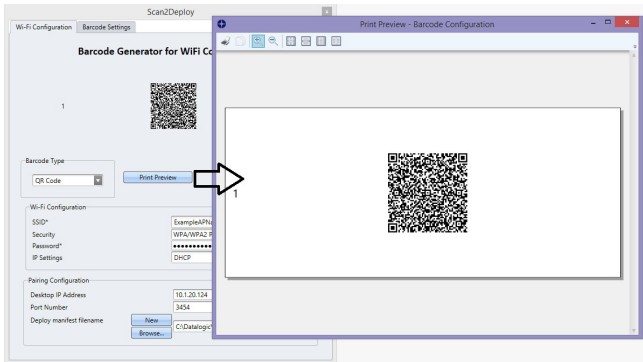 Scan2Deploy
x
Wi-Fi Configuration Barcode Settings
Barcode Generator for WiFi Co
1
Barcode Type
QR Code
Print Preview
Wi-Fi Configuration
SSID* ExampleAPNa
Security WPA/WPA2 P
Password* ••••••••••
IP Settings DHCP
Pairing Configuration
Desktop IP Address 10.1.20.124
Port Number 3454
Deploy manifest filename New
Browse... C:\Datalogic\
Print Preview - Barcode Configuration
1